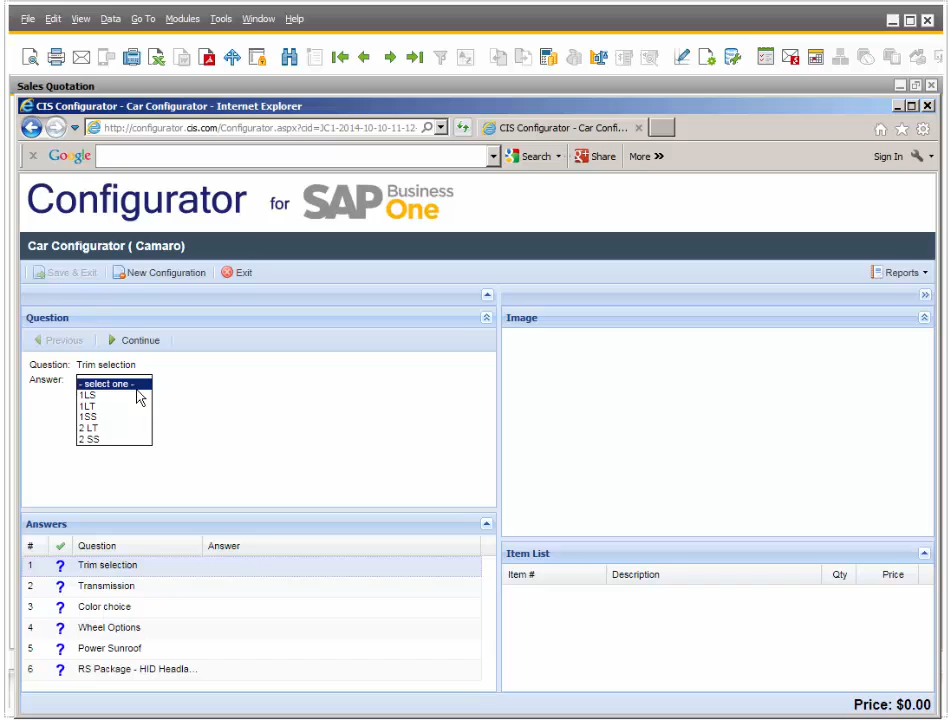 File Edit View Data Go To Modules Tools Window Help
Sales Quotation
CIS Configurator - Car Configurator - Internet Explorer
http://configurator.cis.com/Configurator.aspx?cid=JC1-2014-10-10-11-12- CIS Configurator - Car Confi...
x Google Search Share More »» Sign In
Configurator for SAP Business One
Car Configurator ( Camaro)
Save & Exit New Configuration Exit Reports
Question Image
Previous Continue
Question: Trim selection
Answer: - select one -
1LS
1LT
1SS
2 LT
2 SS
Answers
# Question Answer
1 ? Trim selection
2 ? Transmission
3 ? Color choice
4 ? Wheel Options
5 ? Power Sunroof
6 ? RS Package - HID Headla...
Item List
Item # Description Qty Price
Price: $0.00